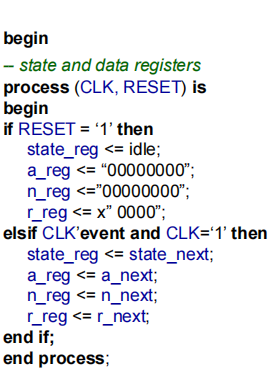 begin
– state and data registers
process (CLK, RESET) is
begin
if RESET = ‘1’ then
state_reg <= idle;
a_reg <= “00000000”;
n_reg <=”00000000”;
r_reg <= x” 0000”;
elsif CLK’event and CLK=‘1’ then
state_reg <= state_next;
a_reg <= a_next;
n_reg <= n_next;
r_reg <= r_next;
end if;
end process;